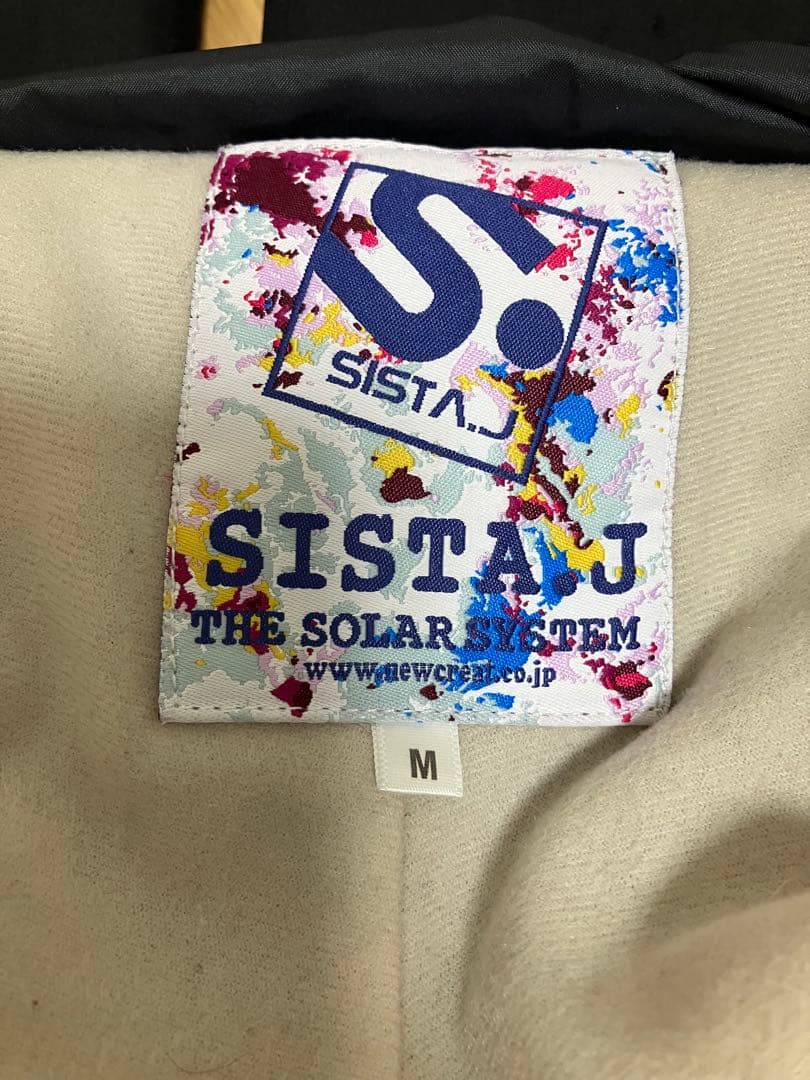 S.
SISTA.J
SISTA.J
THE SOLAR SYSTEM
www.newcreat.co.jp
M